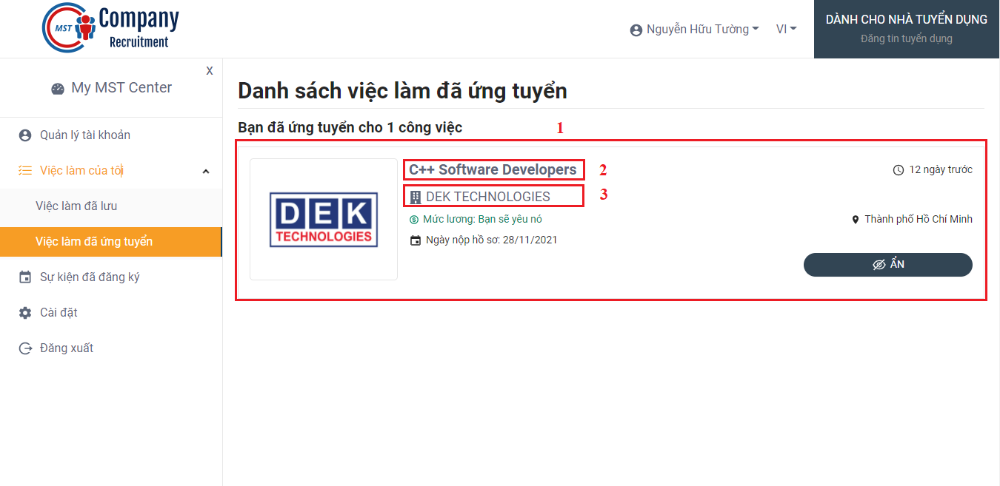 MST Company
Recruitment
Nguyễn Hữu Tường
VI
DÀNH CHO NHÀ TUYỂN DỤNG
Đăng tin tuyển dụng
X
My MST Center
Quản lý tài khoản
Việc làm của tôi
Việc làm đã lưu
Việc làm đã ứng tuyển
Sự kiện đã đăng ký
Cài đặt
Đăng xuất
Danh sách việc làm đã ứng tuyển
Bạn đã ứng tuyển cho 1 công việc
1
DEK
TECHNOLOGIES
C++ Software Developers
2
12 ngày trước
DEK TECHNOLOGIES
3
Mức lương: Bạn sẽ yêu nó
Thành phố Hồ Chí Minh
Ngày nộp hồ sơ: 28/11/2021
ẨN